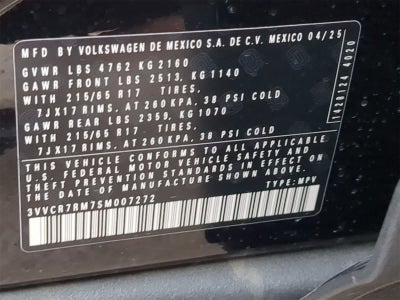 MFD BY VOLKSWAGEN DE MEXICO S.A. DE C.V. MEXICO 04/25
GVWR LBS 4762 KG 2160
GAWR FRONT LBS 2513, KG 1140
WITH 215/65 R17 TIRES,
7JX17 RIMS, AT 260 KPA, 38 PSI COLD
GAWR REAR LBS 2359, KG 1070
WITH 215/65 R17 TIRES,
7JX17 RIMS, AT 260 KPA, 38 PSI COLD
THIS VEHICLE CONFORMS TO ALL APPLICABLE
U.S. FEDERAL MOTOR VEHICLE SAFETY AND
THEFT PREVENTION STANDARDS IN EFFECT ON
DATE OF MANUFACTURE SHOWN ABOVE.
3VVCR7RM7SM007272 TYPE: MPV